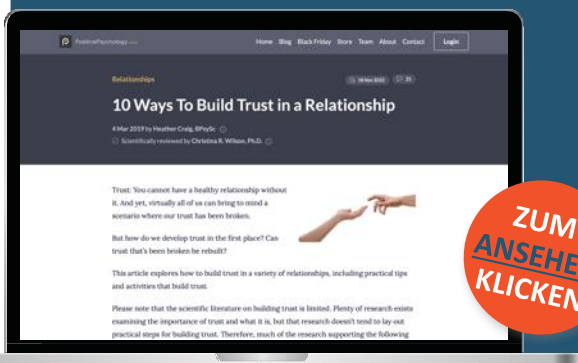 PositivePsychology.com
Home Blog Black Friday Store Team About Contact Login
Relationships
18 Nov 2022 25
10 Ways To Build Trust in a Relationship
4 Mar 2019 by Heather Craig, BPsySc
Scientifically reviewed by Christina R. Wilson, Ph.D.
Trust: You cannot have a healthy relationship without
it. And yet, virtually all of us can bring to mind a
scenario where our trust has been broken.
But how do we develop trust in the first place? Can
trust that's been broken be rebuilt?
This article explores how to build trust in a variety of relationships, including practical tips
and activities that build trust.
Please note that the scientific literature on building trust is limited. Plenty of research exists
examining the importance of trust and what it is, but that research doesn't tend to lay out
practical steps for building trust. Therefore, much of the research supporting the following
ZUM
ANSEHE
KLICKEN